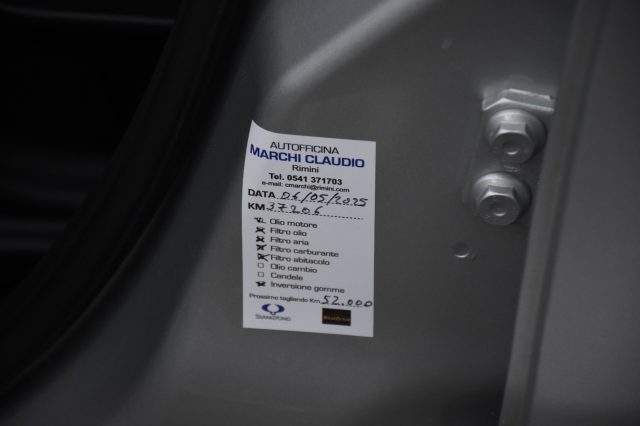 AUTOFFICINA
MARCHI CLAUDIO
Rimini
Tel. 0541 371703
e-mail: cmarchi@rimini.com
DATA 06/05/2025
KM 37206
Olio motore
Filtro olio
Filtro aria
Filtro carburante
Filtro abitacolo
Olio cambio
Candele
Inversione gomme
Prossimo tagliando Km 52.000
SSANGYONG